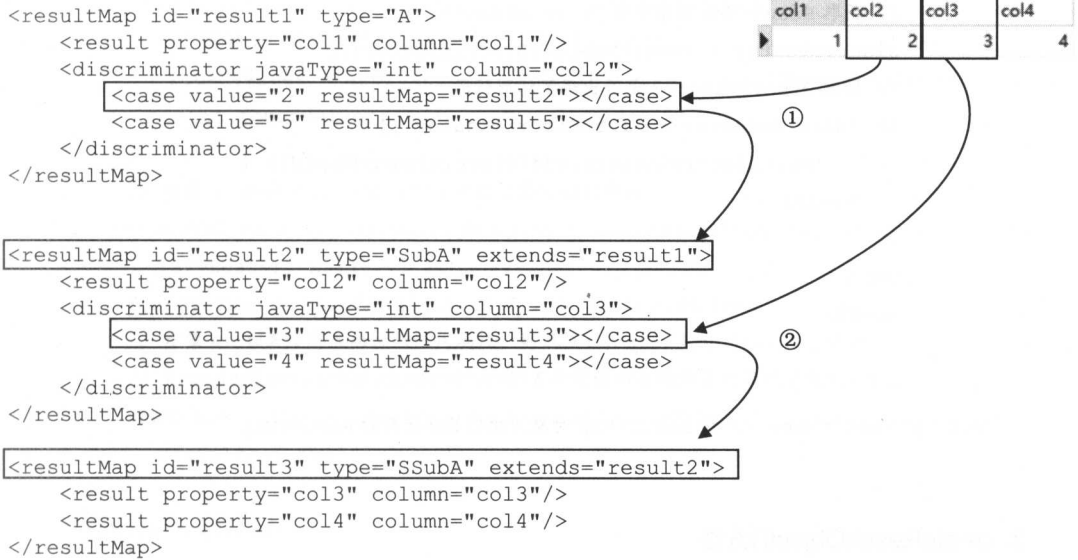 <resultMap id="result1" type="A">
    <result property="col1" column="col1"/>
    <discriminator javaType="int" column="col2">
        <case value="2" resultMap="result2"></case>
        <case value="5" resultMap="result5"></case>
    </discriminator>
</resultMap>
col1 col2 col3 col4
1 2 3 4
①
<resultMap id="result2" type="SubA" extends="result1">
    <result property="col2" column="col2"/>
    <discriminator javaType="int" column="col3">
        <case value="3" resultMap="result3"></case>
        <case value="4" resultMap="result4"></case>
    </discriminator>
</resultMap>
②
<resultMap id="result3" type="SSubA" extends="result2">
    <result property="col3" column="col3"/>
    <result property="col4" column="col4"/>
</resultMap>